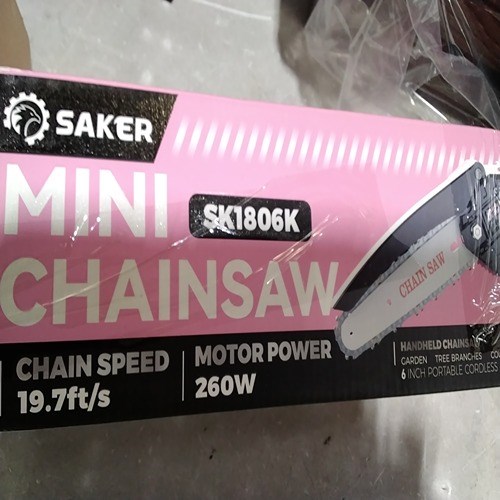 SAKER
MINI
SK1806K
CHAINSAW
CHAIN SAW
CHAIN SPEED
19.7ft/s
MOTOR POWER
260W
HANDHELD
GARDEN TREE BRANCHES
6 INCH PORTABLE CORDLESS